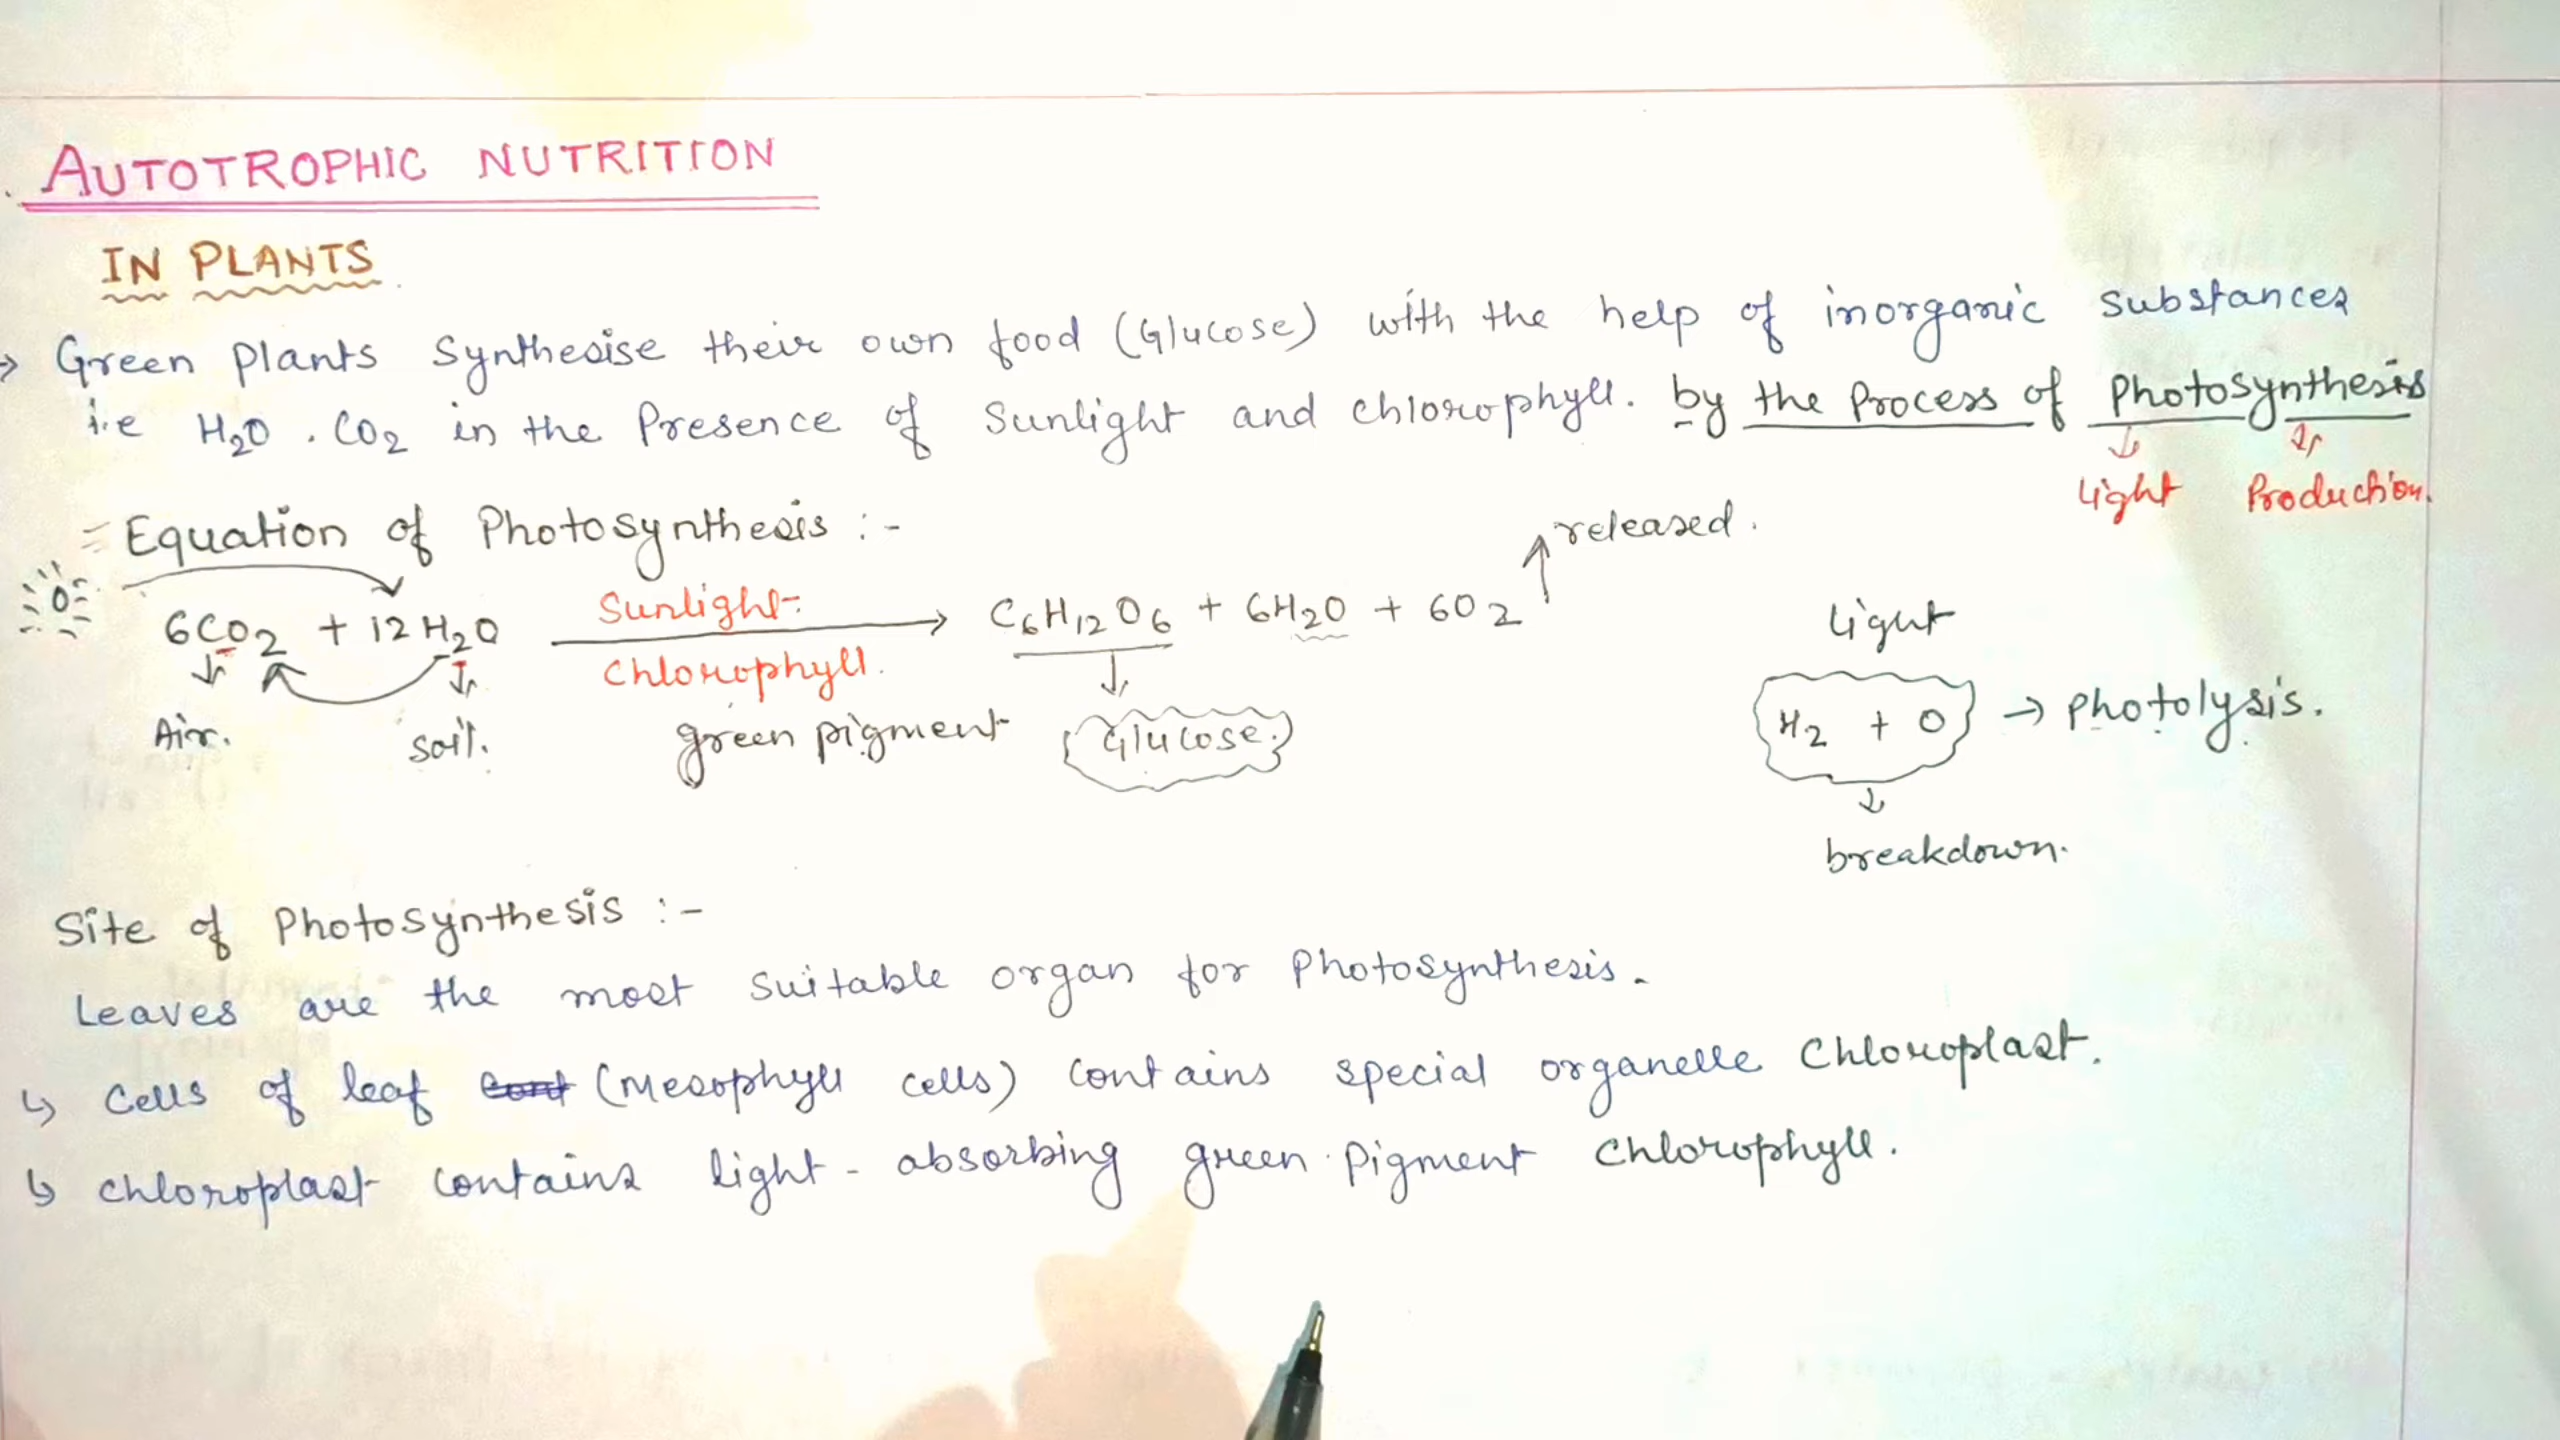 AUTOTROPHIC NUTRITION
IN PLANTS
→ Green plants synthesise their own food (Glucose) with the help of inorganic substances
i.e H2O . CO2 in the Presence of Sunlight and chlorophyll. by the Process of Photosynthesis
Light Production.
Equation of Photosynthesis :-
released.
6CO2 + 12H2O Sunlight → C6H12O6 + 6H2O + 6O2
Chlorophyll.
Air. soil. green pigment Glucose.
Light
H2 + O → Photolysis.
breakdown.
Site of Photosynthesis :-
Leaves are the most suitable organ for Photosynthesis.
↳ Cells of leaf cont (Mesophyll cells) contains special organelle Chloroplast.
↳ chloroplast contains light - absorbing green Pigment Chlorophyll.